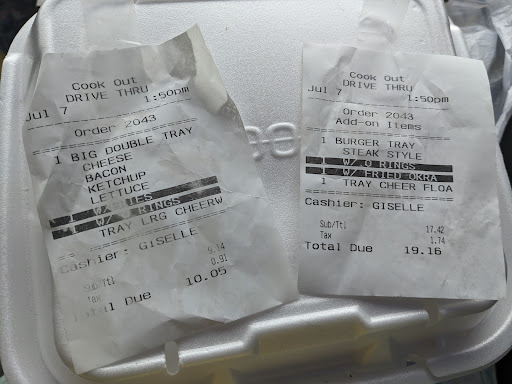 Cook Out
DRIVE THRU
Jul 7 1:50pm
Order 2043
1 BIG DOUBLE TRAY
CHEESE
BACON
KETCHUP
LETTUCE
W/ RINGS
TRAY LRG CHEERW
Cashier: GISELLE
Sub/Ttl 9.14
Tax 0.91
Total Due 10.05
Cook Out
DRIVE THRU
Jul 7 1:50pm
Order 2043
Add-on Items
1 BURGER TRAY
STEAK STYLE
W/ O RINGS
W/ FRIED OKRA
1 TRAY CHEER FLOA
Cashier: GISELLE
Sub/Ttl 17.42
Tax 1.74
Total Due 19.16